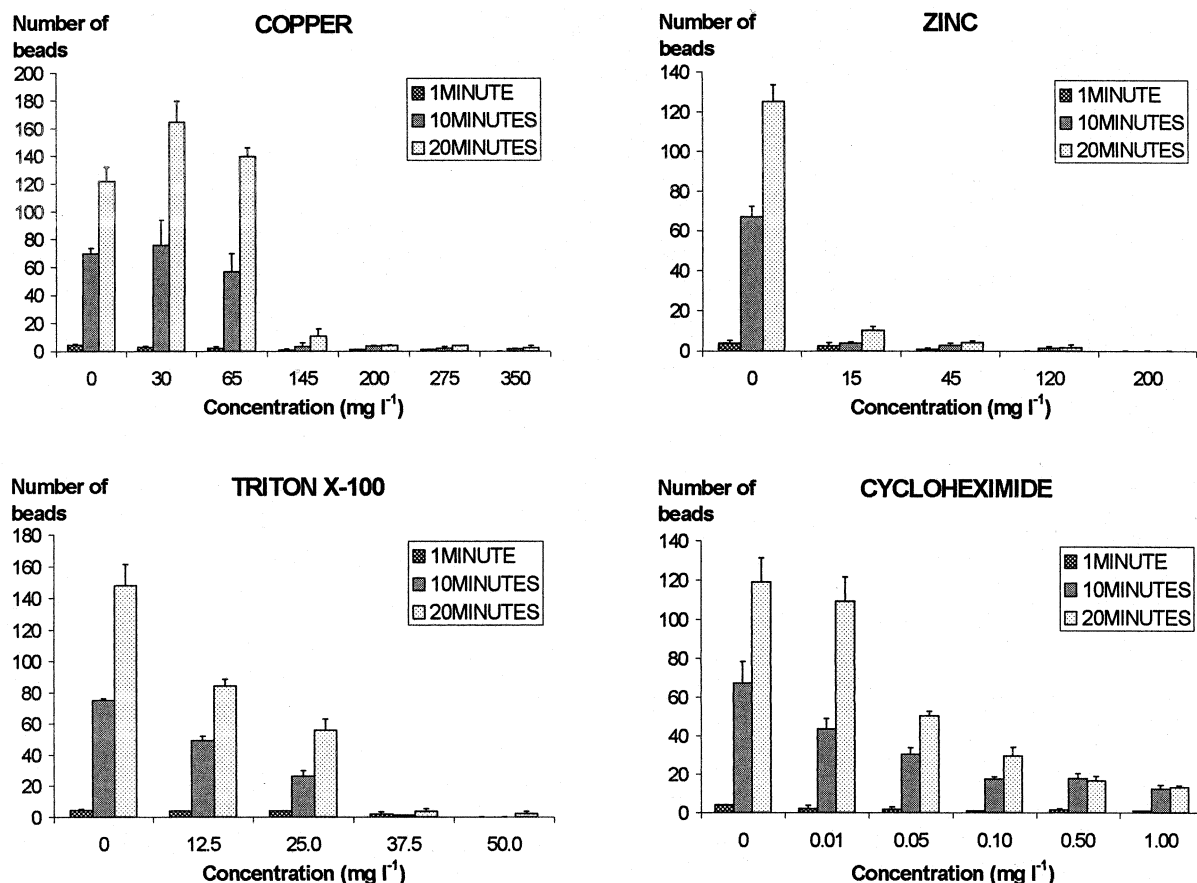 Number of beads
COPPER
200
180
160
140
120
100
80
60
40
20
0
1MINUTE
10MINUTES
20MINUTES
0 30 65 145 200 275 350
Concentration (mg l⁻¹)
Number of beads
ZINC
140
120
100
80
60
40
20
0
1MINUTE
10MINUTES
20MINUTES
0 15 45 120 200
Concentration (mg l⁻¹)
Number of beads
TRITON X-100
180
160
140
120
100
80
60
40
20
0
1MINUTE
10MINUTES
20MINUTES
0 12.5 25.0 37.5 50.0
Concentration (mg l⁻¹)
Number of beads
CYCLOHEXIMIDE
140
120
100
80
60
40
20
0
1MINUTE
10MINUTES
20MINUTES
0 0.01 0.05 0.10 0.50 1.00
Concentration (mg l⁻¹)